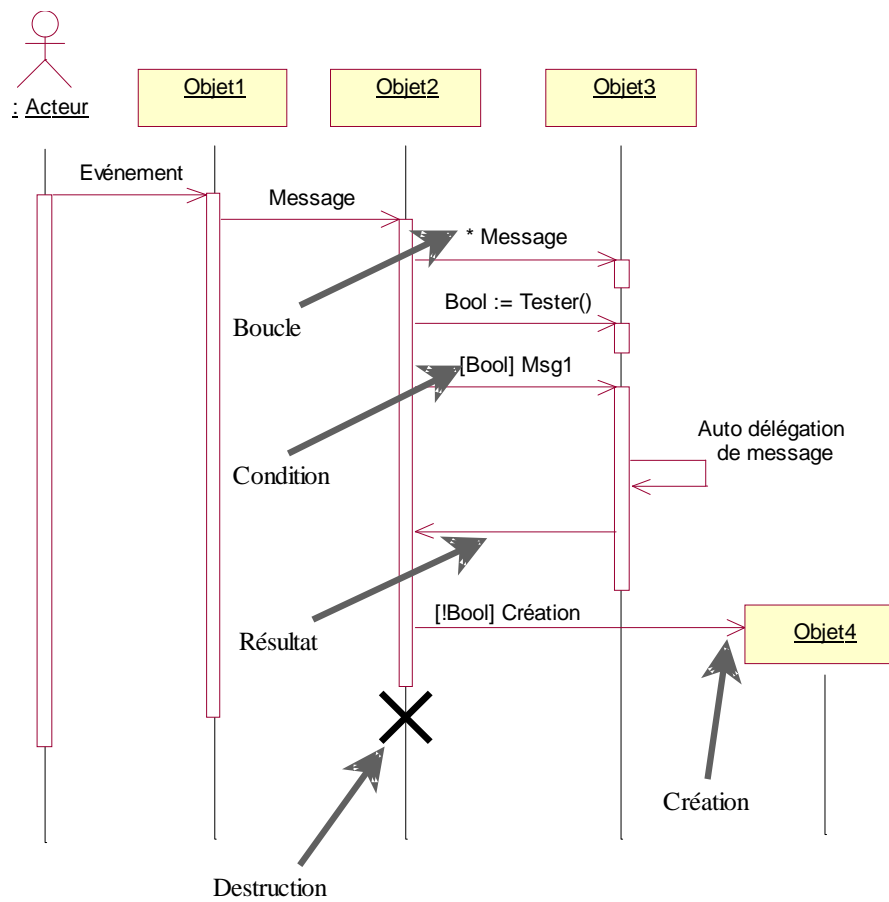 : Acteur
Objet1
Objet2
Objet3
Evénement
Message
* Message
Boucle
Bool := Tester()
[Bool] Msg1
Condition
Auto délégation
de message
Résultat
[!Bool] Création
Objet4
Création
Destruction